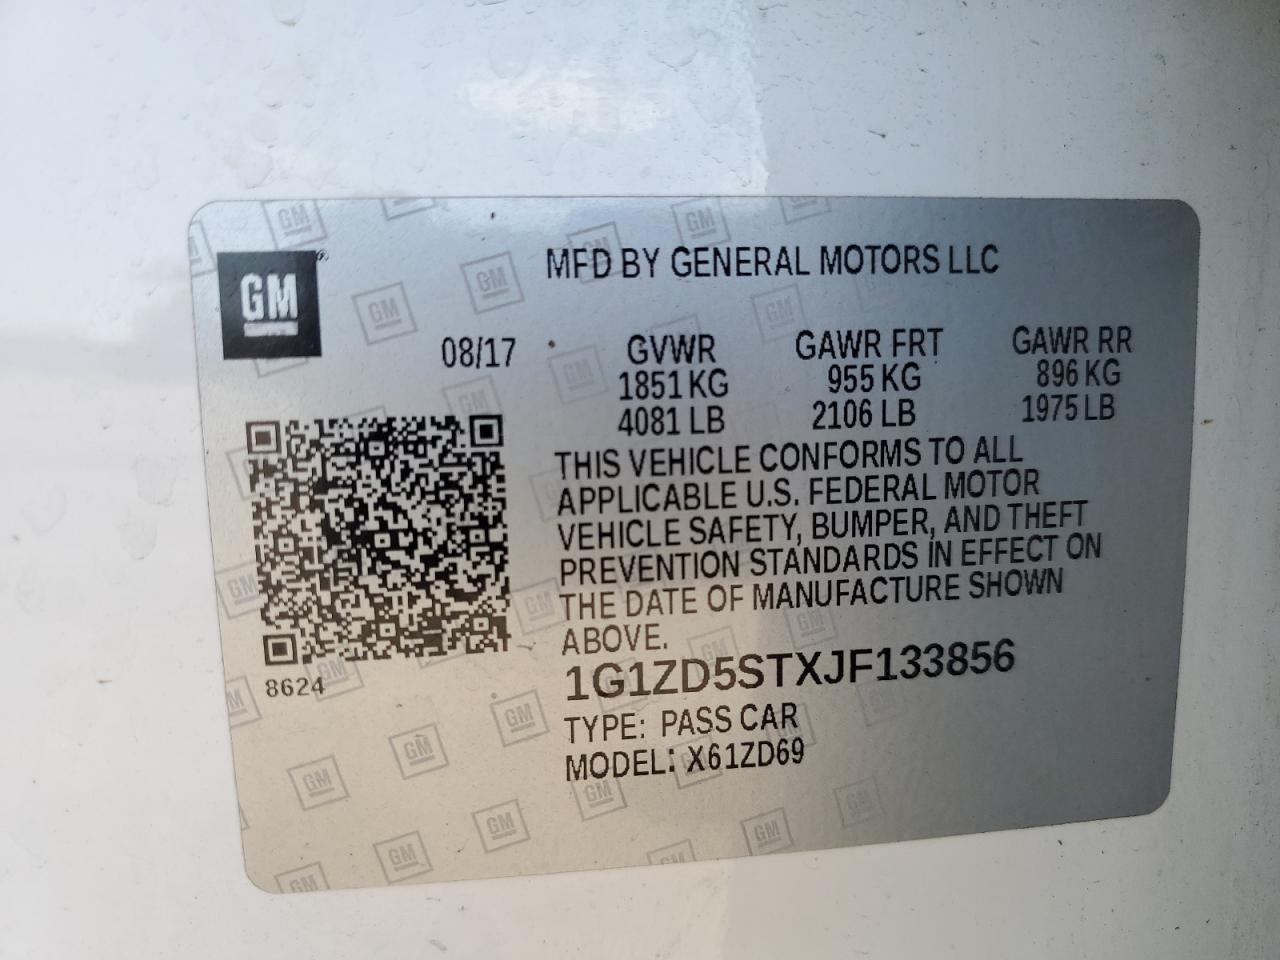 GM
MFD BY GENERAL MOTORS LLC
08/17
GVWR GAWR FRT GAWR RR
1851 KG 955 KG 896 KG
4081 LB 2106 LB 1975 LB
THIS VEHICLE CONFORMS TO ALL
APPLICABLE U.S. FEDERAL MOTOR
VEHICLE SAFETY, BUMPER, AND THEFT
PREVENTION STANDARDS IN EFFECT ON
THE DATE OF MANUFACTURE SHOWN
ABOVE.
8624
1G1ZD5STXJF133856
TYPE: PASS CAR
MODEL: X61ZD69